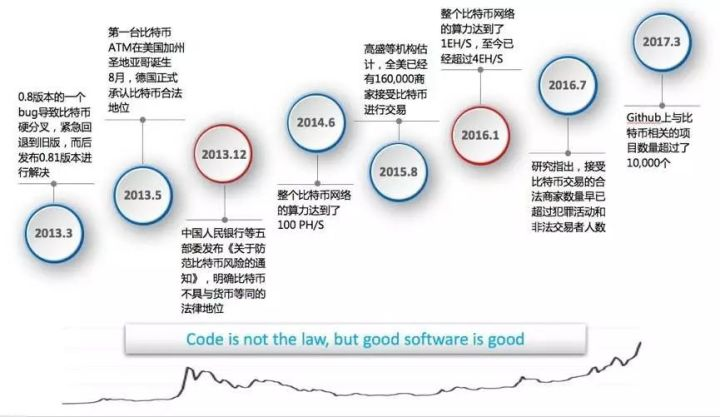 0.8版本的一个
bug导致比特币
硬分叉，紧急回
退到旧版，而后
发布0.81版本进
行解决
2013.3
第一台比特币
ATM在美国加州
圣地亚哥诞生
8月，德国正式
承认比特币合法
地位
2013.5
2013.12
中国人民银行等五
部委发布《关于防
范比特币风险的通
知》，明确比特币
不具与货币等同的
法律地位
2014.6
整个比特币网络
的算力达到了
100 PH/S
高盛等机构估
计，全美已经
有160,000商
家接受比特币
进行交易
2015.8
整个比特币网络
的算力达到了
1EH/S，至今已
经超过4EH/S
2016.1
2016.7
研究指出，接受
比特币交易的合
法商家数量早已
超过犯罪活动和
非法交易者人数
2017.3
Github上与比
特币相关的项
目数量超过了
10,000个
Code is not the law, but good software is good